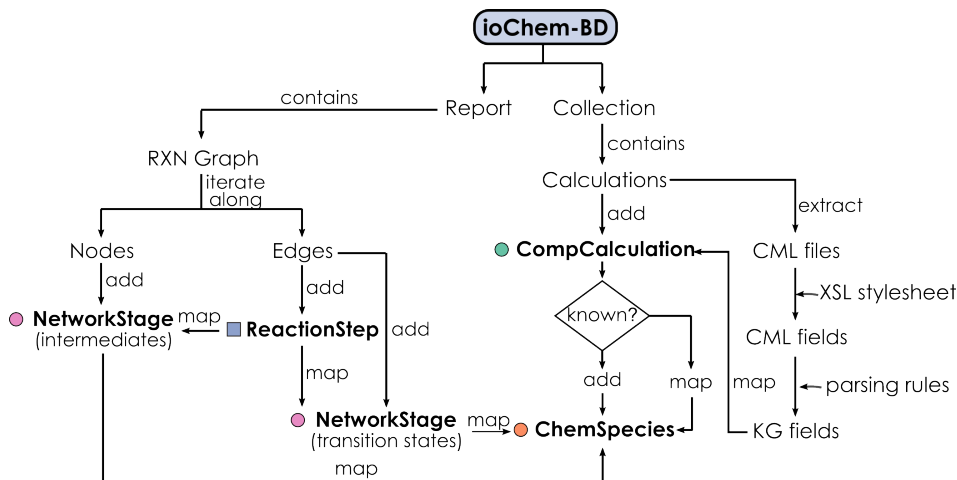 ioChem-BD
contains
Report
Collection
contains
RXN Graph
iterate
along
Calculations
add
extract
Nodes
Edges
CompCalculation
CML files
add
add
XSL stylesheet
NetworkStage
(intermediates)
map
ReactionStep
add
known?
CML fields
map
add
map
map
parsing rules
NetworkStage
(transition states)
map
ChemSpecies
KG fields
map